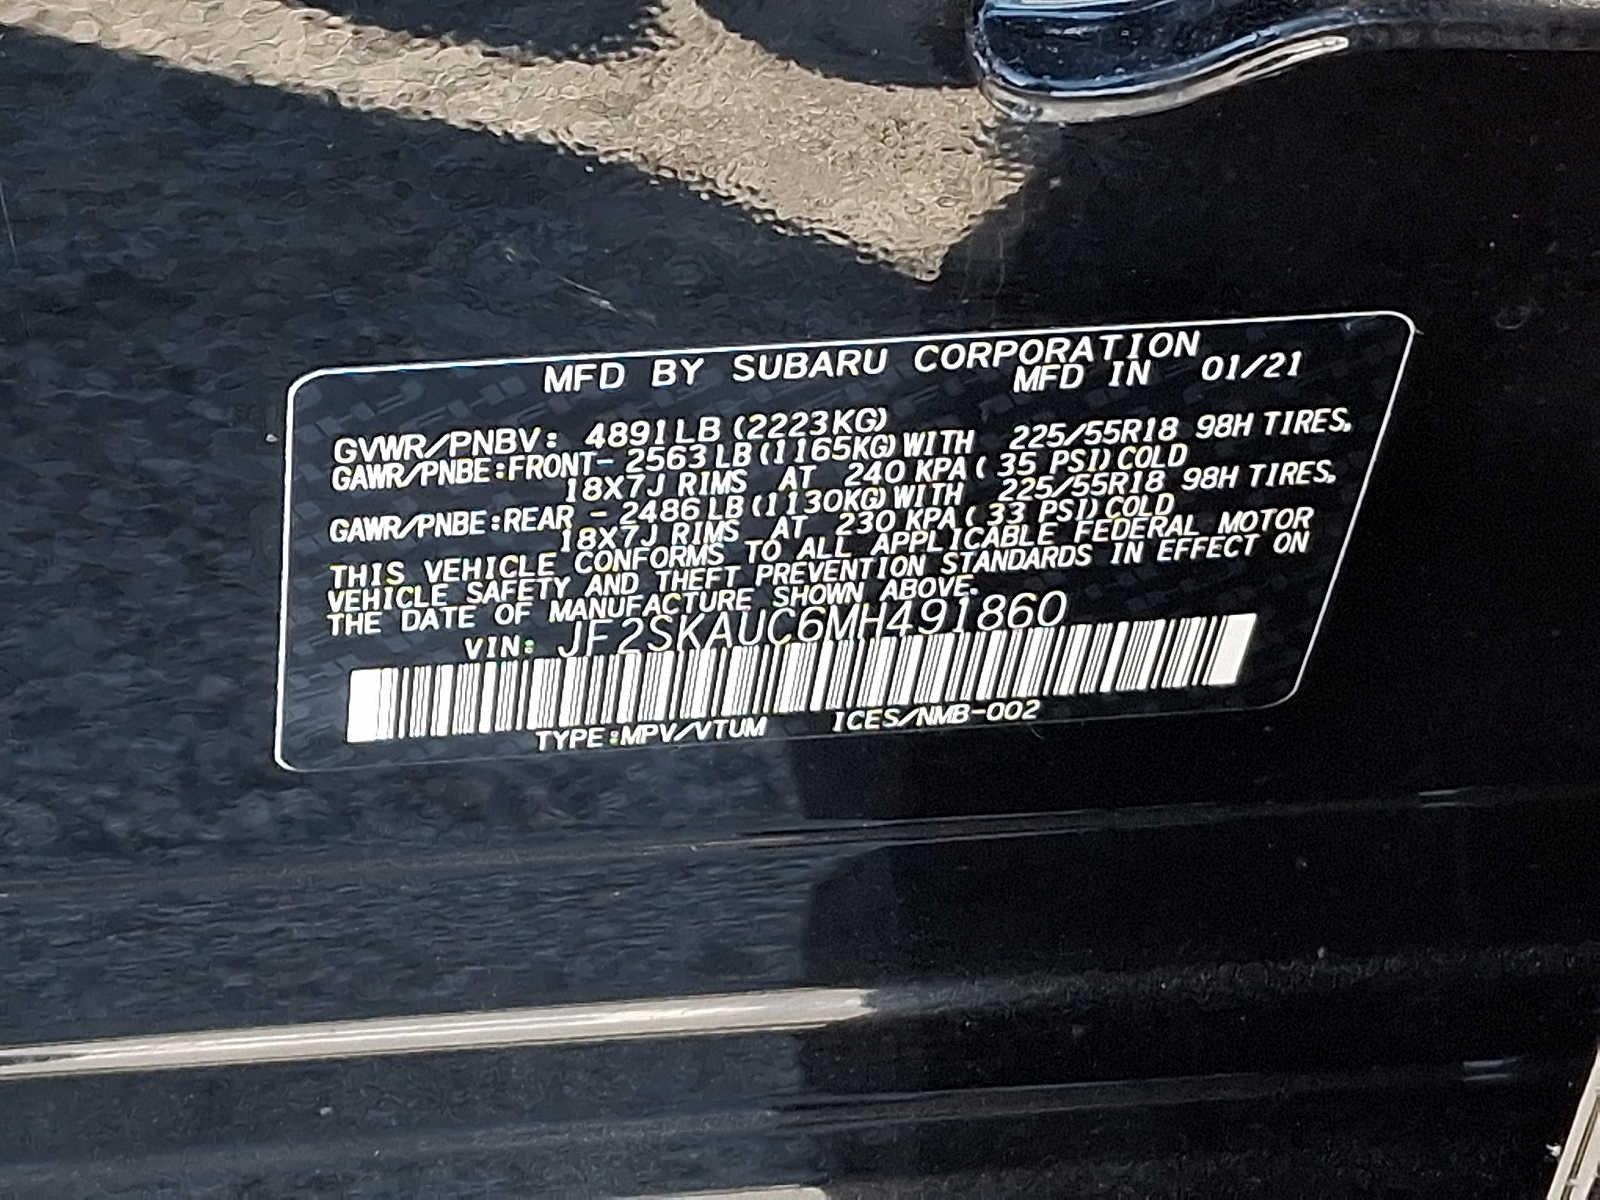 MFD BY SUBARU CORPORATION
MFD IN 01/21
GVWR/PNBV: 4891LB (2223KG)
GAWR/PNBE:FRONT- 2563LB(1165KG)WITH 225/55R18 98H TIRES,
18X7J RIMS AT 240 KPA( 35 PSI)COLD
GAWR/PNBE:REAR - 2486LB(1130KG)WITH 225/55R18 98H TIRES,
18X7J RIMS AT 230 KPA( 33 PSI)COLD
THIS VEHICLE CONFORMS TO ALL APPLICABLE FEDERAL MOTOR
VEHICLE SAFETY AND THEFT PREVENTION STANDARDS IN EFFECT ON
THE DATE OF MANUFACTURE SHOWN ABOVE.
VIN: JF2SKAUC6MH491860
TYPE:MPV/VTUM ICES/NMB-002